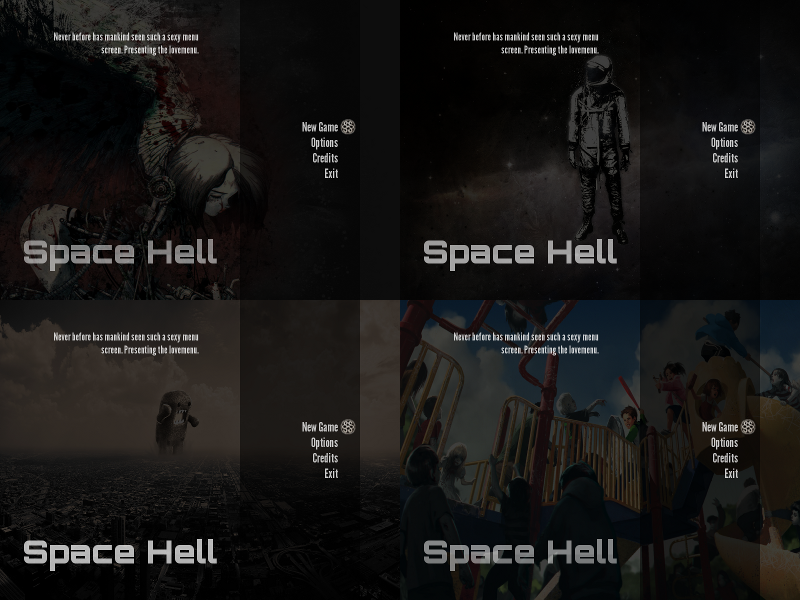 Never before has mankind seen such a sexy menu
screen. Presenting the lovemenu.
New Game
Options
Credits
Exit
Space Hell
Never before has mankind seen such a sexy menu
screen. Presenting the lovemenu.
New Game
Options
Credits
Exit
Space Hell
Never before has mankind seen such a sexy menu
screen. Presenting the lovemenu.
New Game
Options
Credits
Exit
Space Hell
Never before has mankind seen such a sexy menu
screen. Presenting the lovemenu.
New Game
Options
Credits
Exit
Space Hell